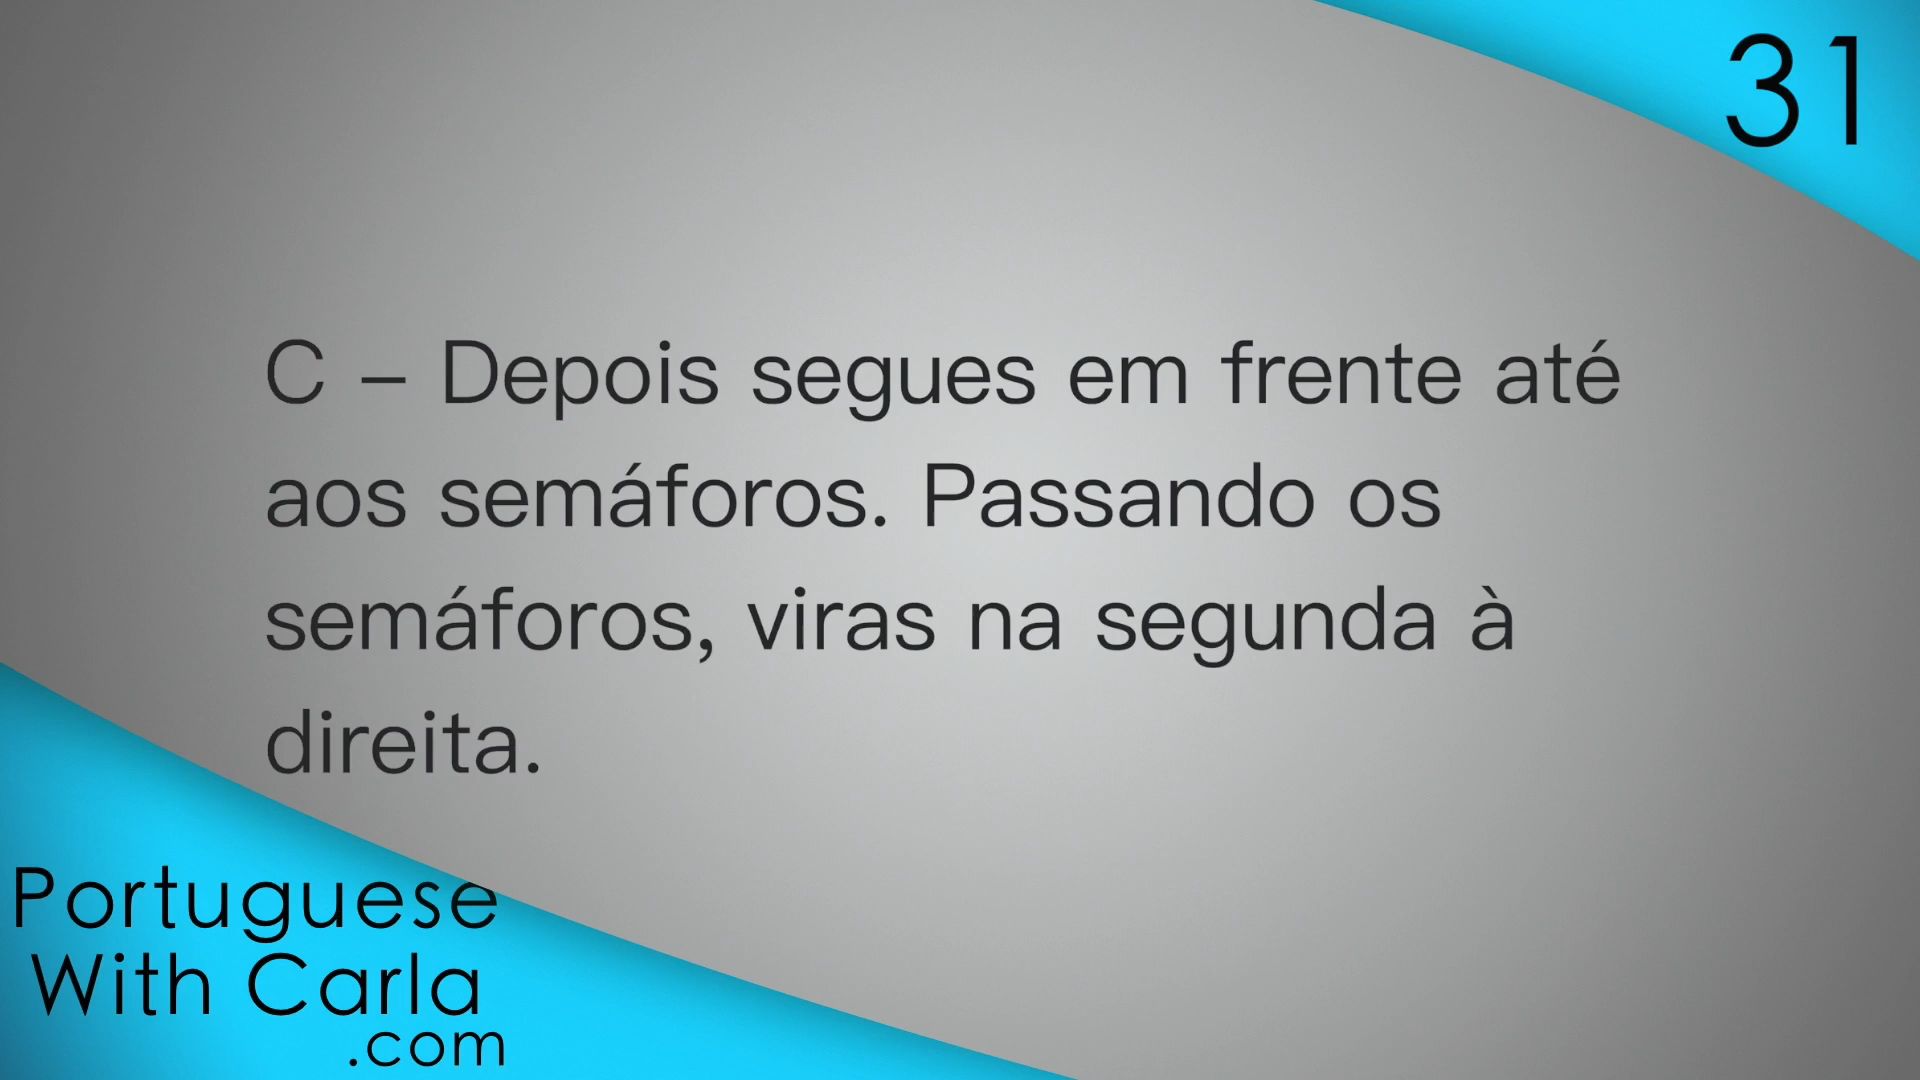 31
C – Depois segues em frente até
aos semáforos. Passando os
semáforos, viras na segunda à
direita.
Portuguese
With Carla
.com